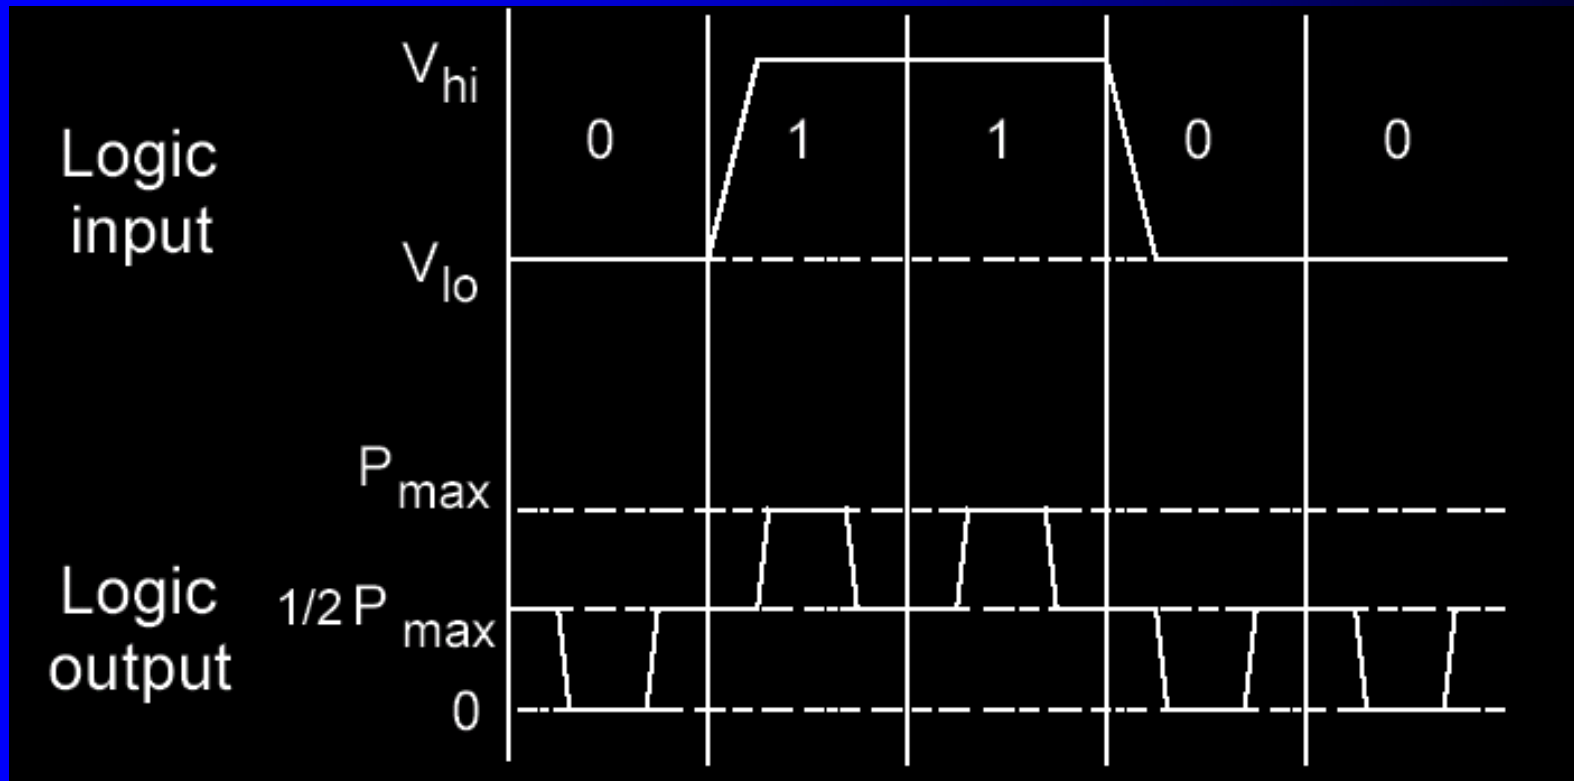 Vhi
0 1 1 0 0
Logic
input
Vlo
Pmax
Logic
output
1/2 Pmax
0